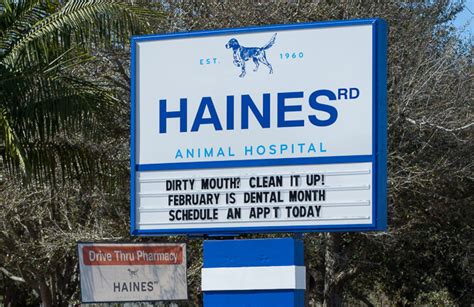 EST. 1960
HAINES RD
ANIMAL HOSPITAL
DIRTY MOUTH? CLEAN IT UP!
FEBRUARY IS DENTAL MONTH
SCHEDULE AN APPT TODAY
Drive Thru Pharmacy
HAINES